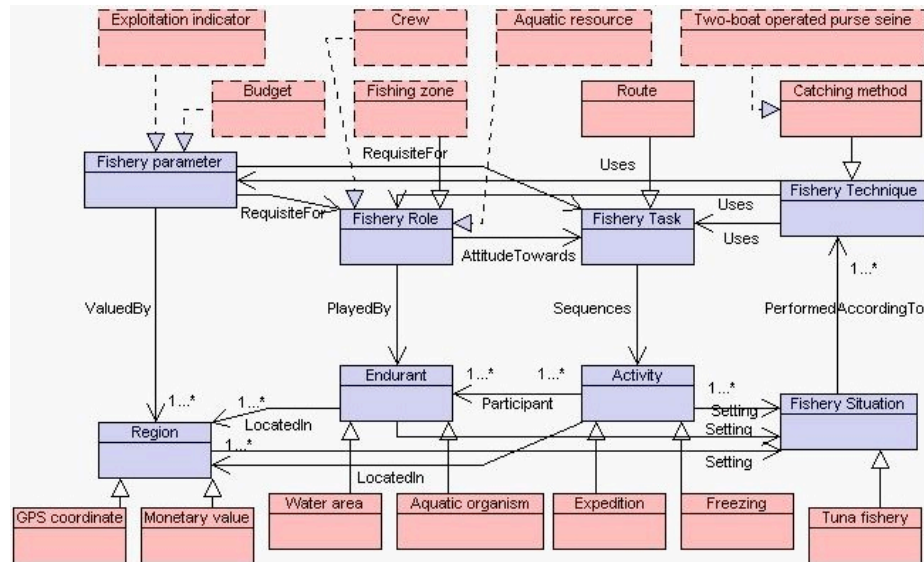 Exploitation indicator
Crew
Aquatic resource
Two-boat operated purse seine
Budget
Fishing zone
Route
Catching method
RequisiteFor
Uses
Fishery parameter
Fishery Technique
RequisiteFor
Fishery Role
Fishery Task
Uses
Uses
AttitudeTowards
1...*
ValuedBy
PlayedBy
Sequences
PerformedAccordingTo
Endurant
Activity
1...*
1...*
1...*
1...*
1...*
Participant
Setting
Fishery Situation
Region
LocatedIn
1...*
Setting
Setting
LocatedIn
Water area
Aquatic organism
Expedition
Freezing
GPS coordinate
Monetary value
Tuna fishery